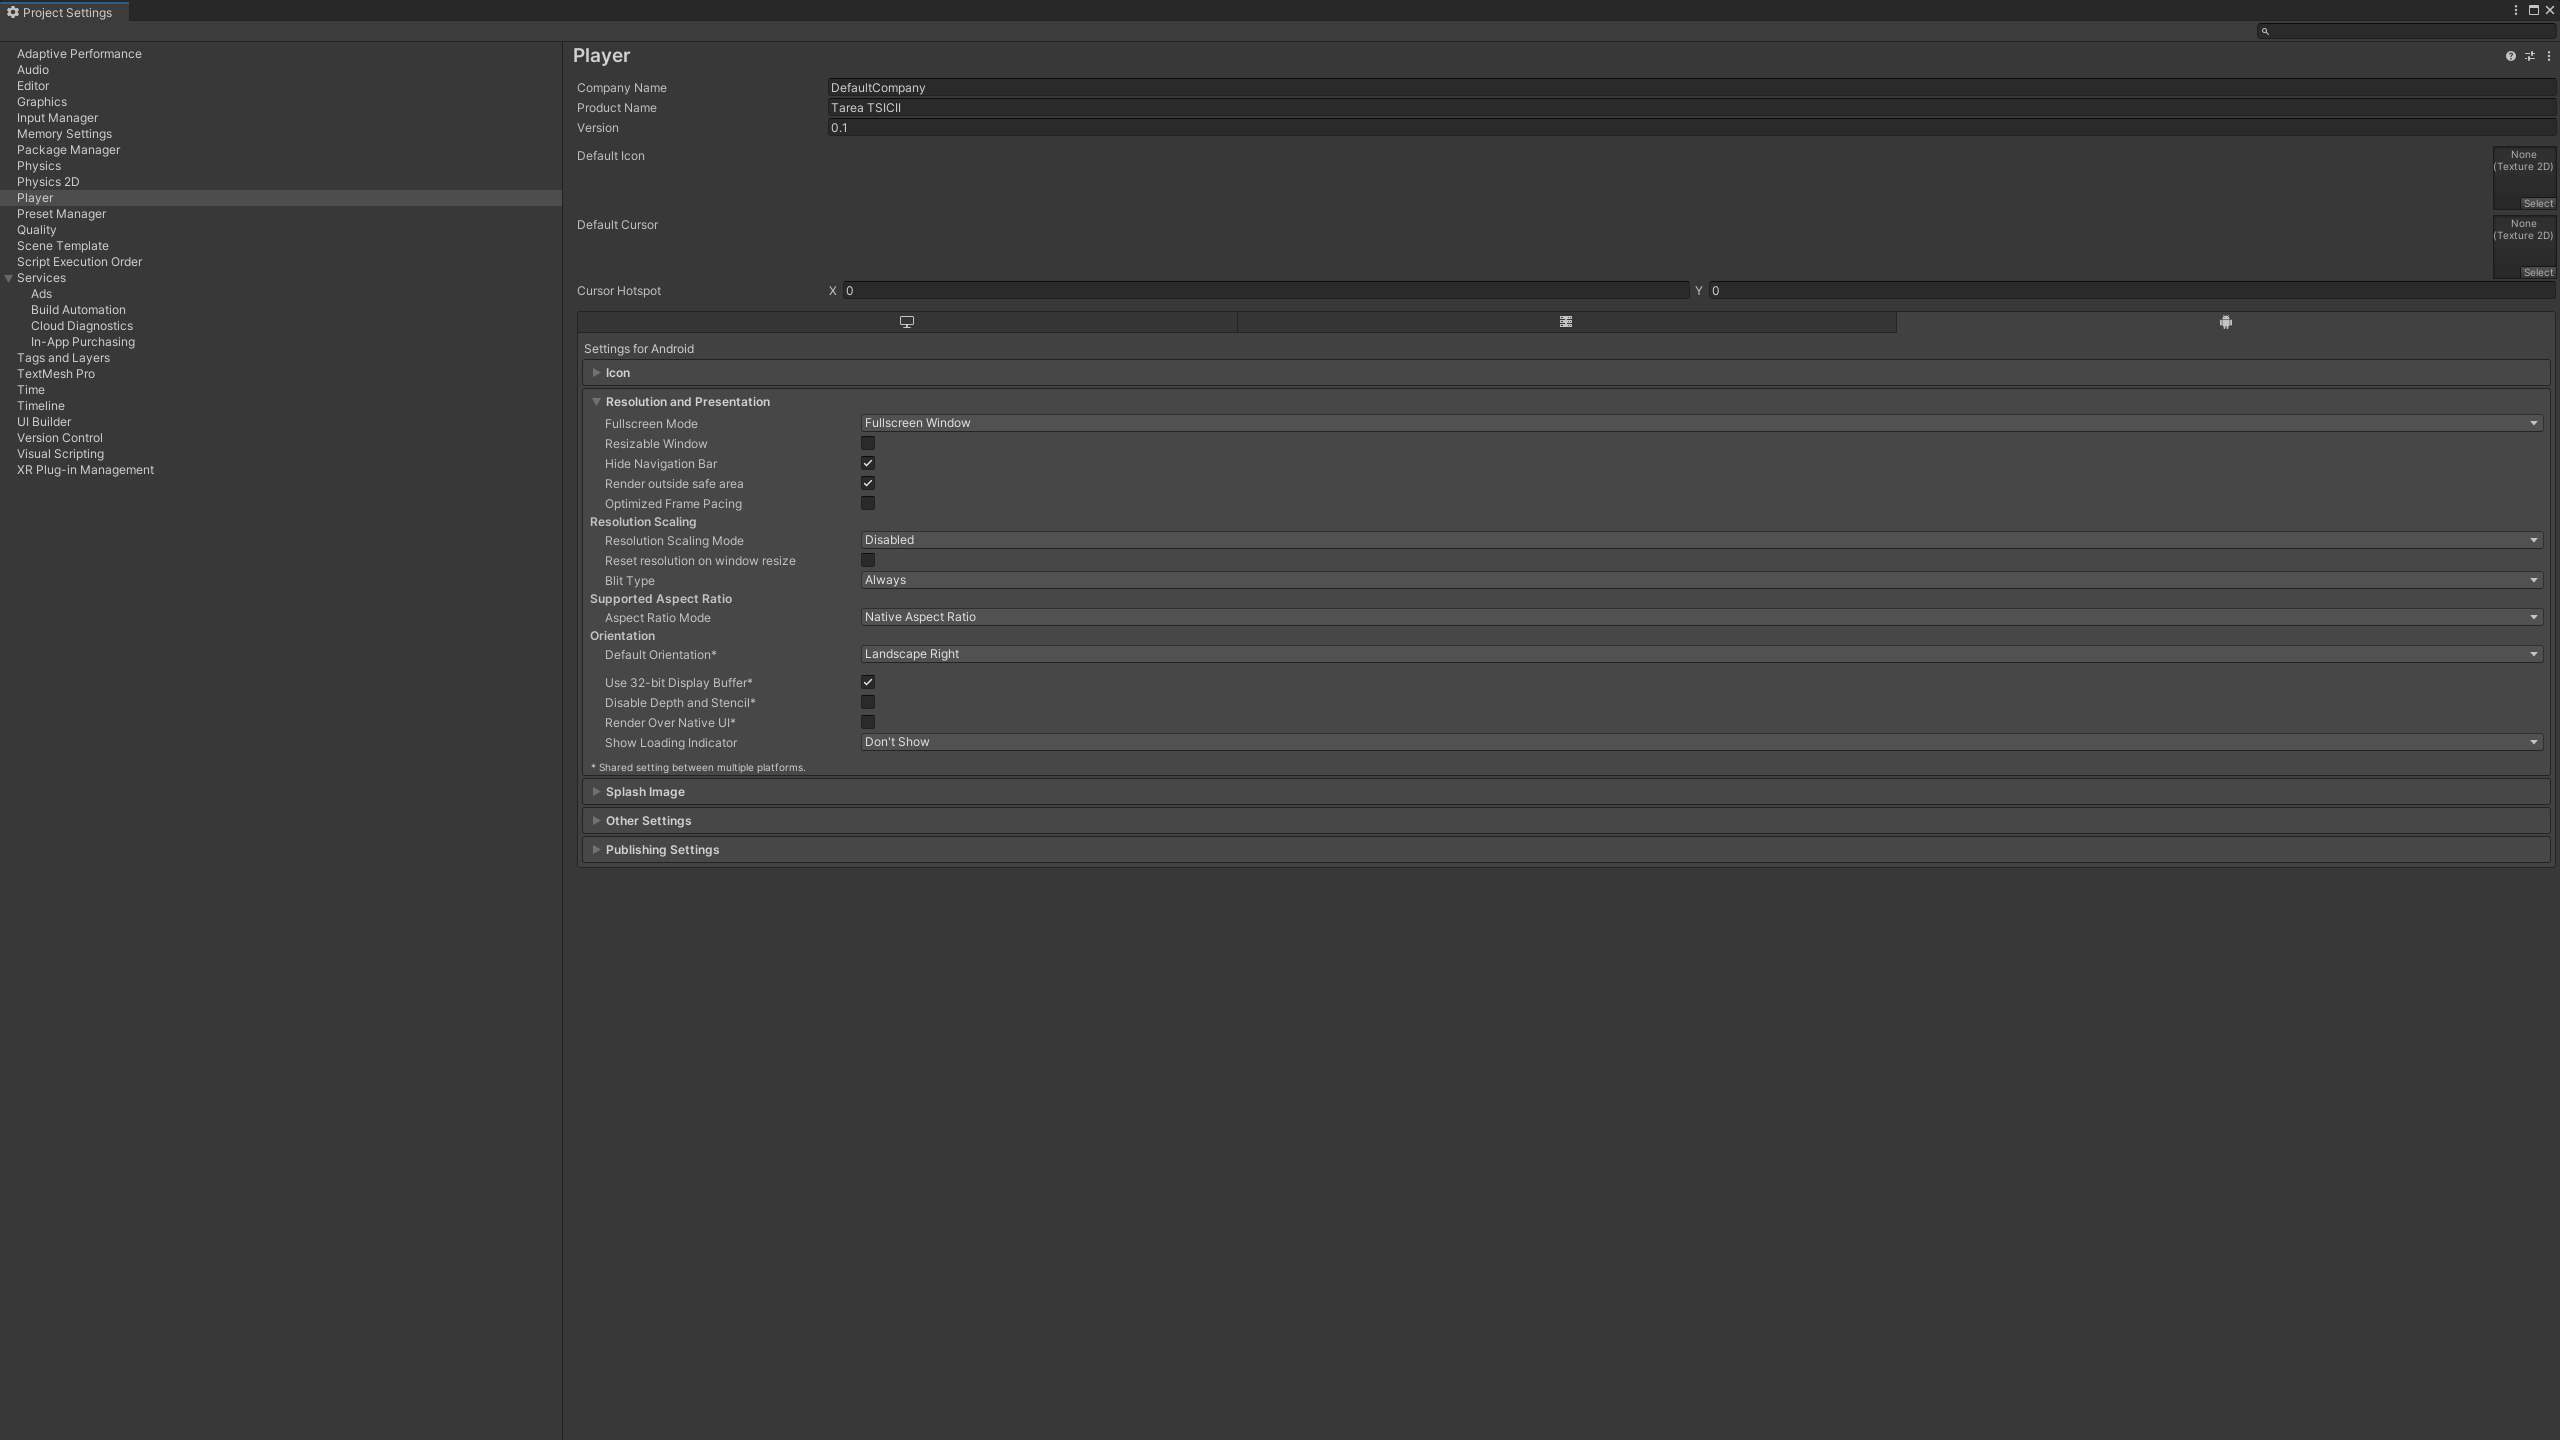 Project Settings
Adaptive Performance
Audio
Editor
Graphics
Input Manager
Memory Settings
Package Manager
Physics
Physics 2D
Player
Preset Manager
Quality
Scene Template
Script Execution Order
Services
Ads
Build Automation
Cloud Diagnostics
In-App Purchasing
Tags and Layers
TextMesh Pro
Time
Timeline
UI Builder
Version Control
Visual Scripting
XR Plug-in Management
Player
Company Name DefaultCompany
Product Name Tarea TSICII
Version 0.1
Default Icon
None
(Texture 2D)
Select
Default Cursor
None
(Texture 2D)
Select
Cursor Hotspot X 0 Y 0
Settings for Android
Icon
Resolution and Presentation
Fullscreen Mode Fullscreen Window
Resizable Window
Hide Navigation Bar
Render outside safe area
Optimized Frame Pacing
Resolution Scaling
Resolution Scaling Mode Disabled
Reset resolution on window resize
Blit Type Always
Supported Aspect Ratio
Aspect Ratio Mode Native Aspect Ratio
Orientation
Default Orientation* Landscape Right
Use 32-bit Display Buffer*
Disable Depth and Stencil*
Render Over Native UI*
Show Loading Indicator Don't Show
* Shared setting between multiple platforms.
Splash Image
Other Settings
Publishing Settings